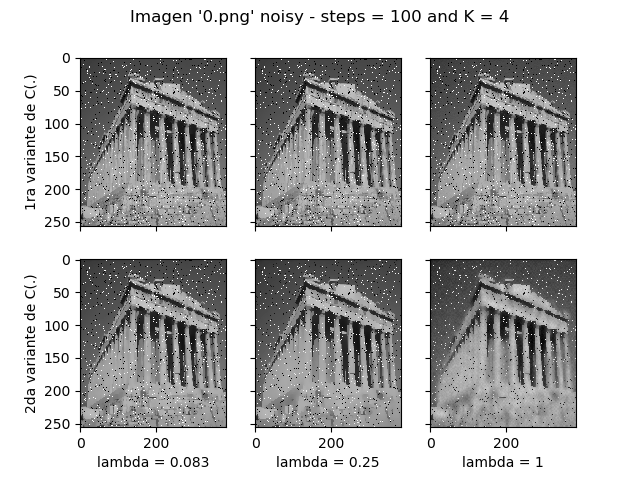 Imagen '0.png' noisy - steps = 100 and K = 4
1ra variante de C(.)
0
50
100
150
200
250
2da variante de C(.)
0
50
100
150
200
250
0 200
0 200
0 200
lambda = 0.083
lambda = 0.25
lambda = 1